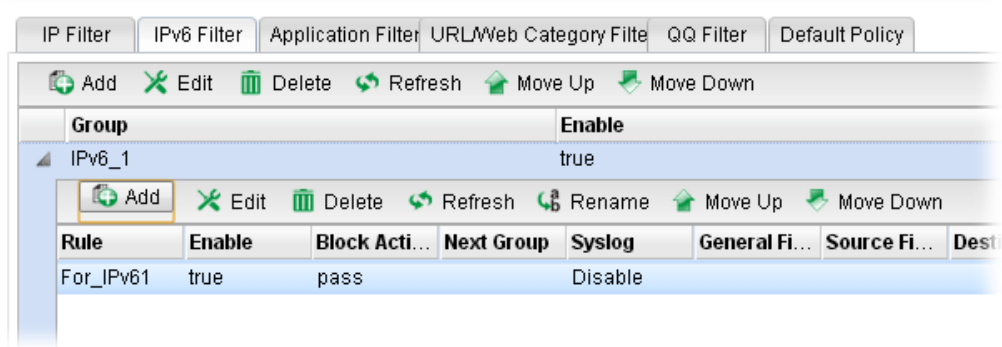 IP Filter IPv6 Filter Application Filter URL/Web Category Filte QQ Filter Default Policy
Add Edit Delete Refresh Move Up Move Down
Group Enable
IPv6_1 true
Add Edit Delete Refresh Rename Move Up Move Down
Rule Enable Block Acti... Next Group Syslog General Fi... Source Fi... Desti
For_IPv61 true pass Disable